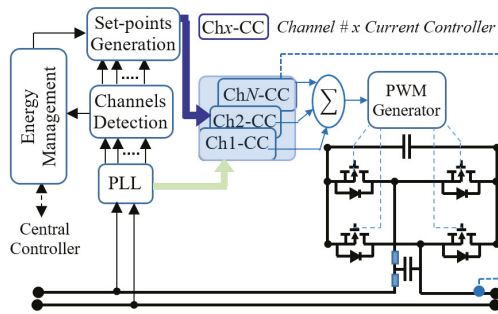 Set-points
Generation
Chx-CC
Channel # x Current Controller
Energy
Management
....
Channels
Detection
ChN-CC
Ch2-CC
Ch1-CC
∑
PWM
Generator
....
PLL
Central
Controller